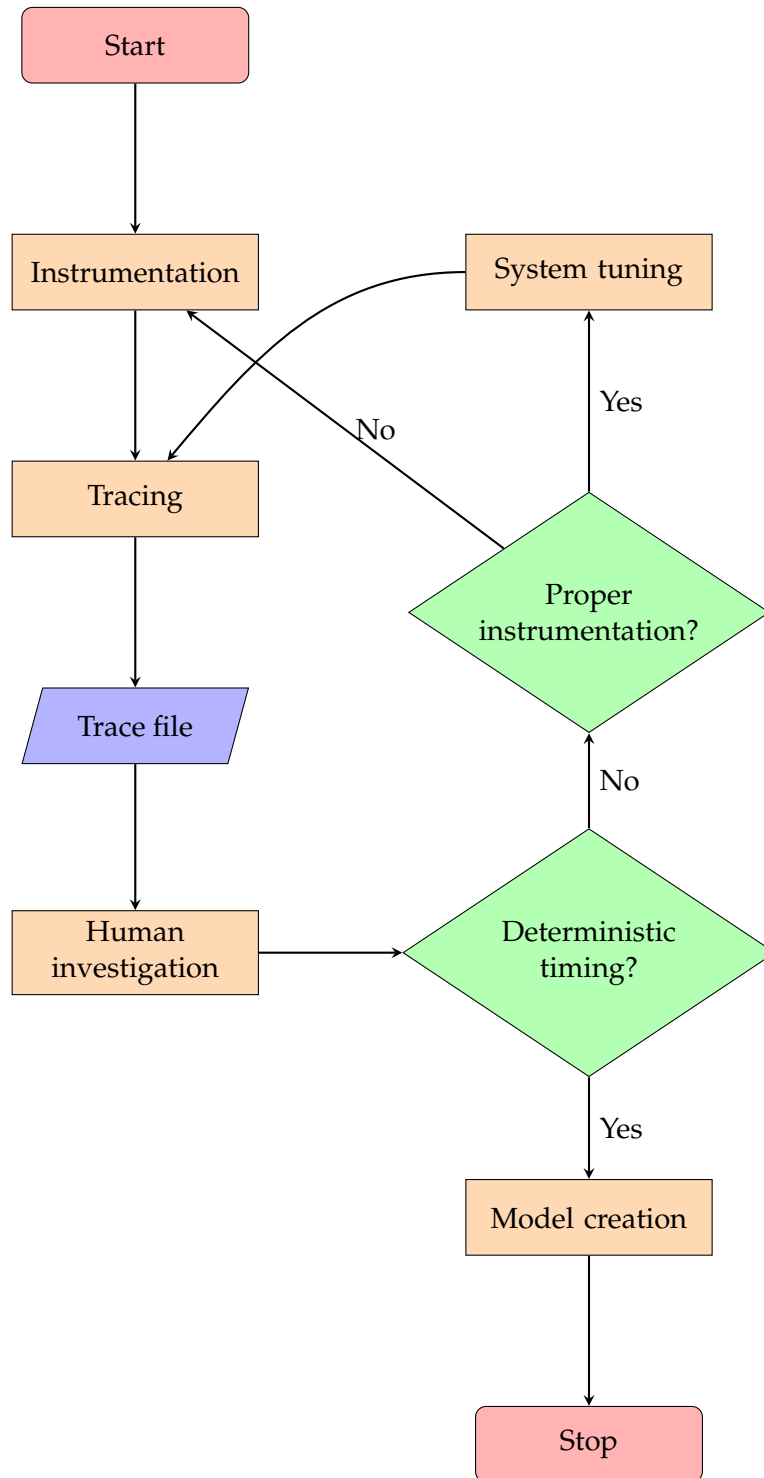 Start
Instrumentation
System tuning
No
Yes
Tracing
Proper
instrumentation?
Trace file
No
Human
investigation
Deterministic
timing?
Yes
Model creation
Stop